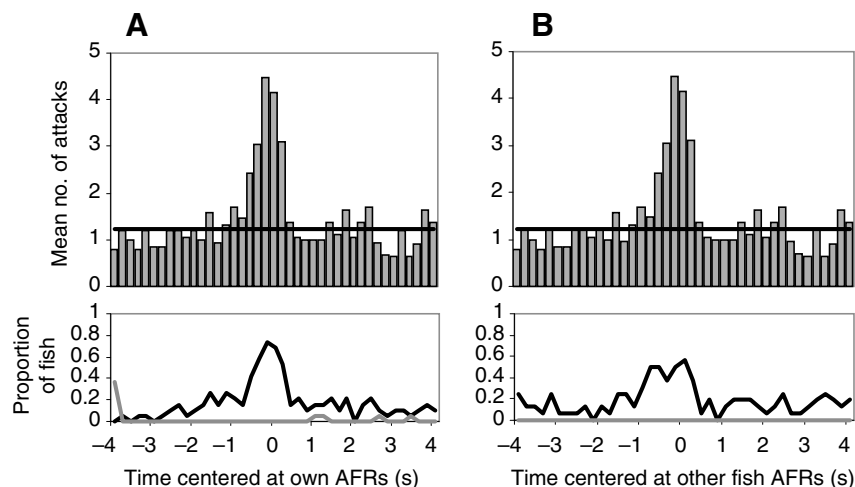 A
B
5
4
3
2
1
0
Mean no. of attacks
5
4
3
2
1
0
1
0.8
0.6
0.4
0.2
0
Proportion
of fish
–4 –3 –2 –1 0 1 2 3 4
Time centered at own AFRs (s)
1
0.8
0.6
0.4
0.2
0
–4 –3 –2 –1 0 1 2 3 4
Time centered at other fish AFRs (s)